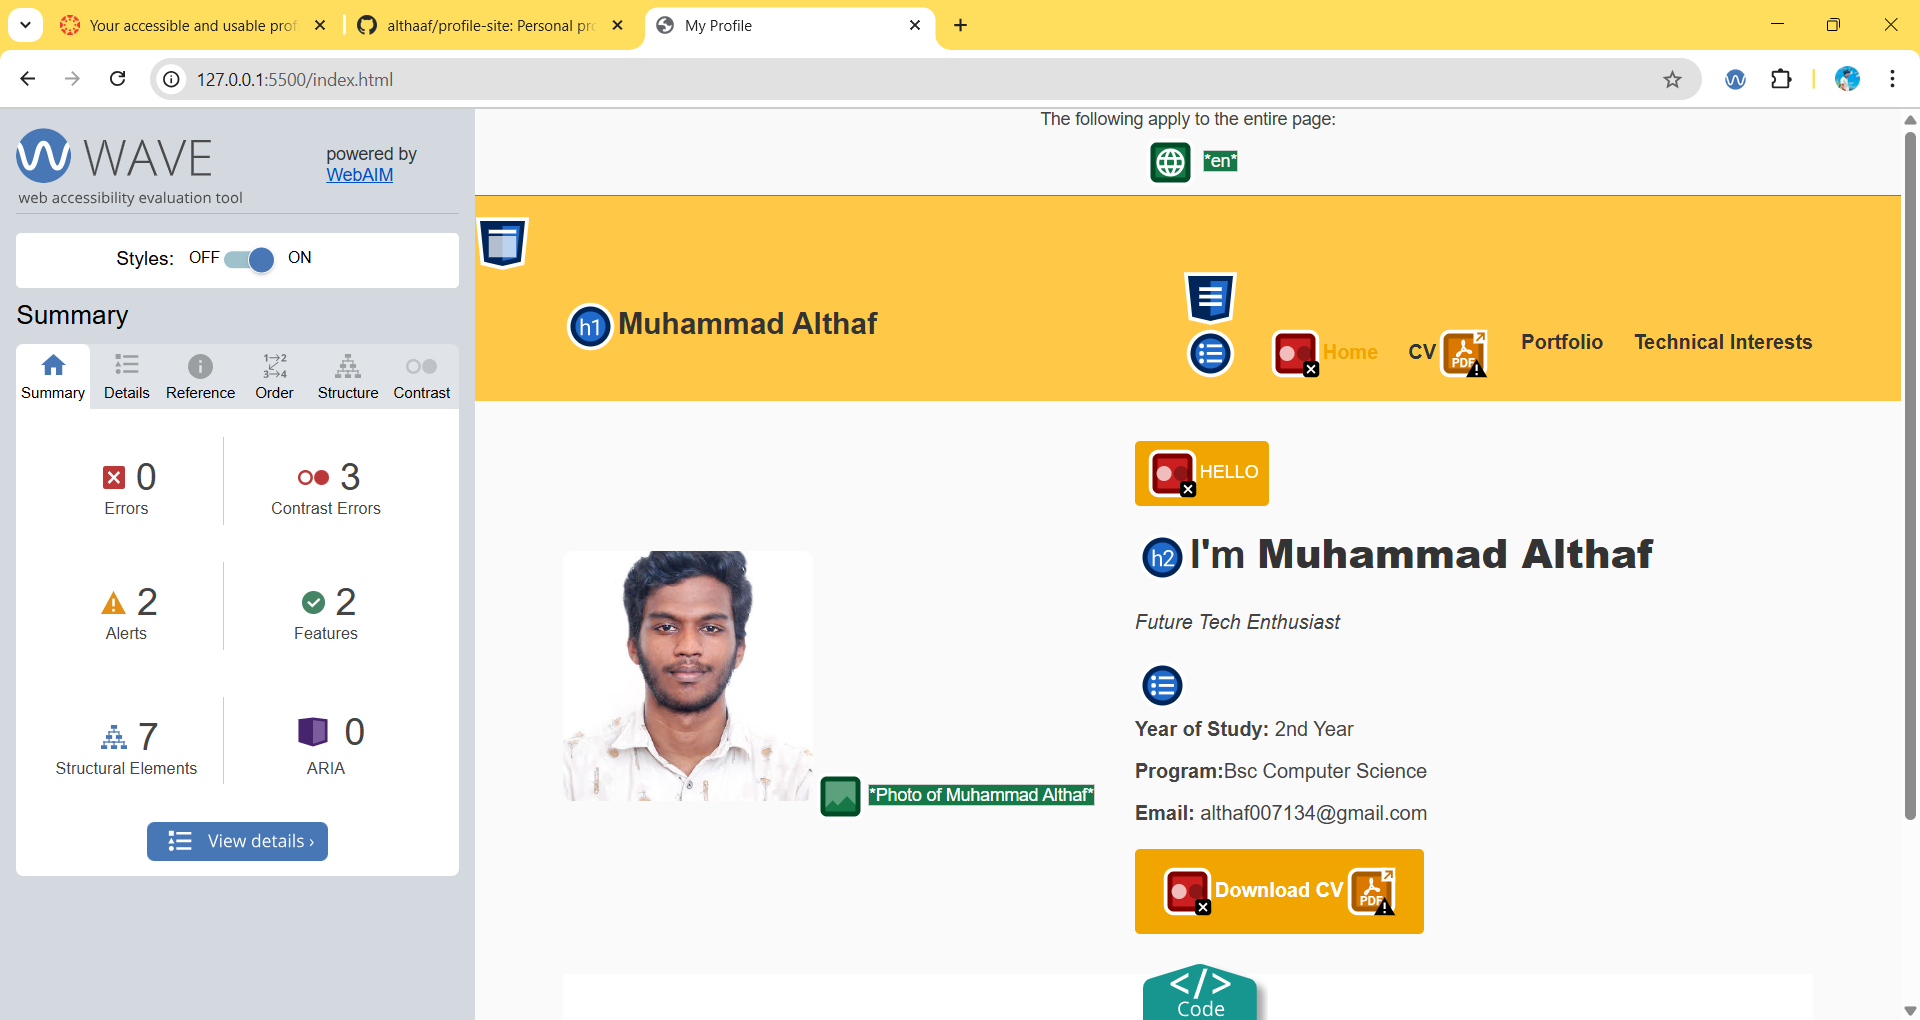 Your accessible and usable prof
althaaf/profile-site: Personal pro
My Profile
127.0.0.1:5500/index.html
WAVE
powered by
WebAIM
web accessibility evaluation tool
Styles: OFF ON
Summary
Summary Details Reference Order Structure Contrast
0
Errors
3
Contrast Errors
2
Alerts
2
Features
7
Structural Elements
0
ARIA
View details ›
The following apply to the entire page:
*en*
h1 Muhammad Althaf
Home
CV
PDF
Portfolio
Technical Interests
HELLO
h2 I'm Muhammad Althaf
Future Tech Enthusiast
*Photo of Muhammad Althaf*
Year of Study: 2nd Year
Program:Bsc Computer Science
Email: althaf007134@gmail.com
Download CV PDF
</>
Code